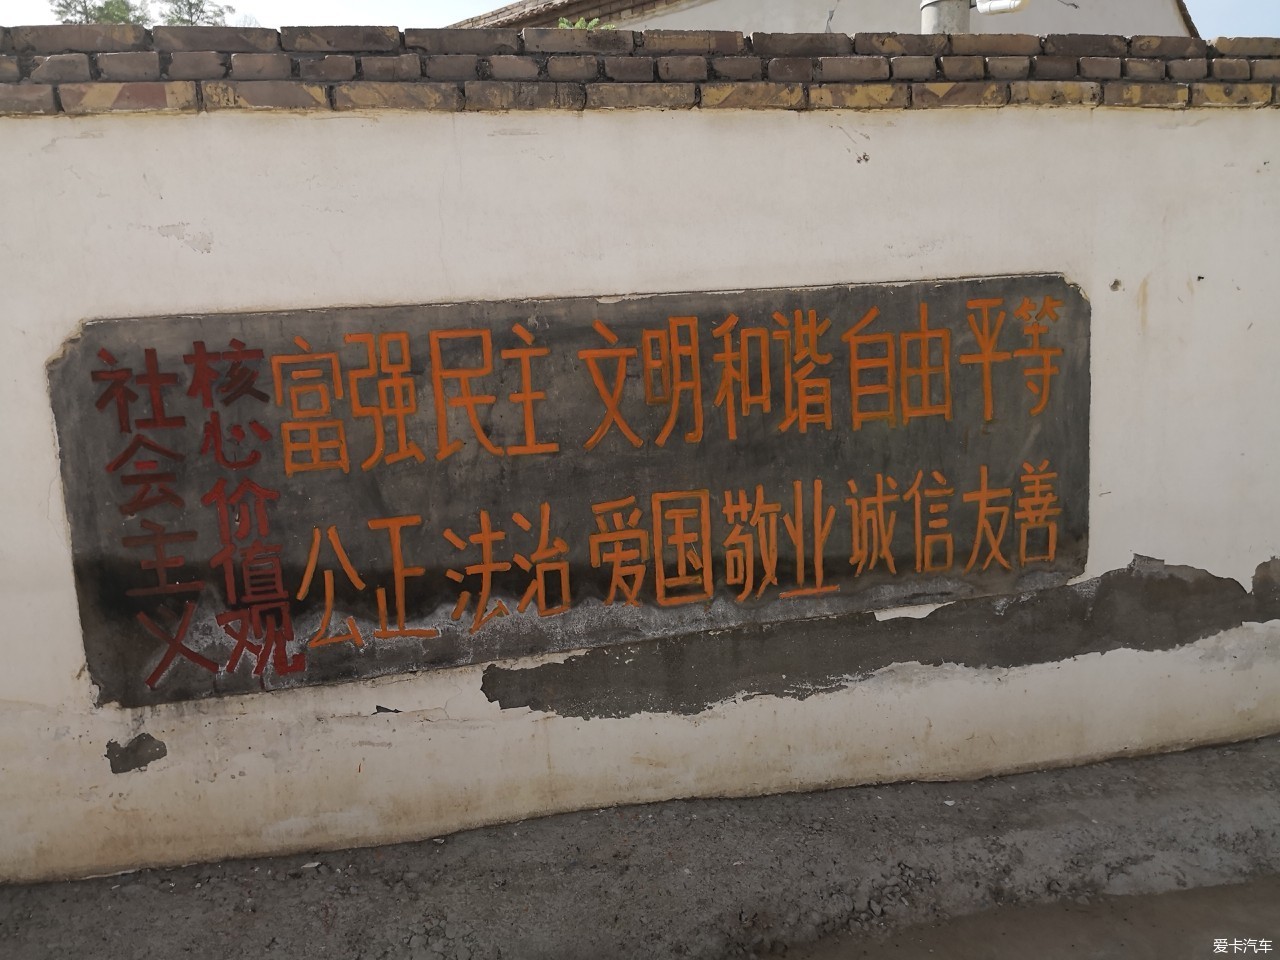 社会主义
核心价值观
富强民主 文明和谐自由平等
公正法治 爱国敬业诚信友善
爱卡汽车